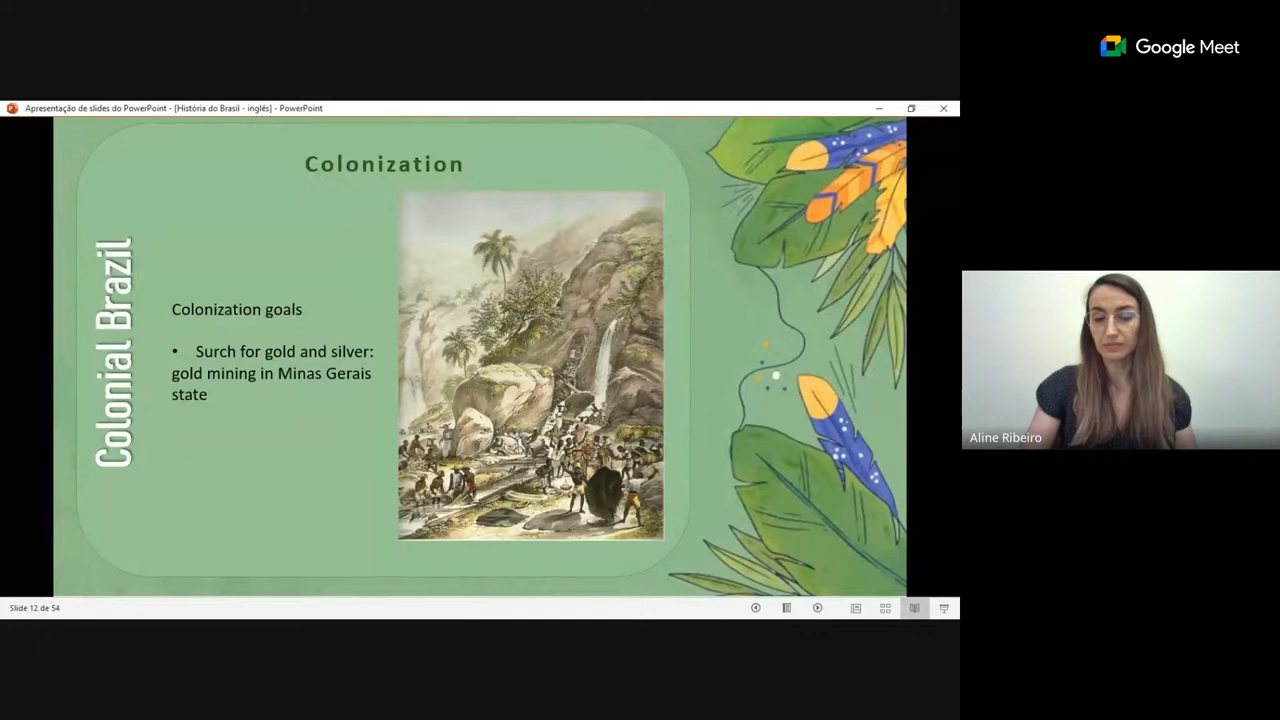 Google Meet
Apresentação de slides do PowerPoint - [História do Brasil - inglês] - PowerPoint
Colonization
Colonial Brazil
Colonization goals
• Surch for gold and silver:
gold mining in Minas Gerais
state
Aline Ribeiro
Slide 12 de 54